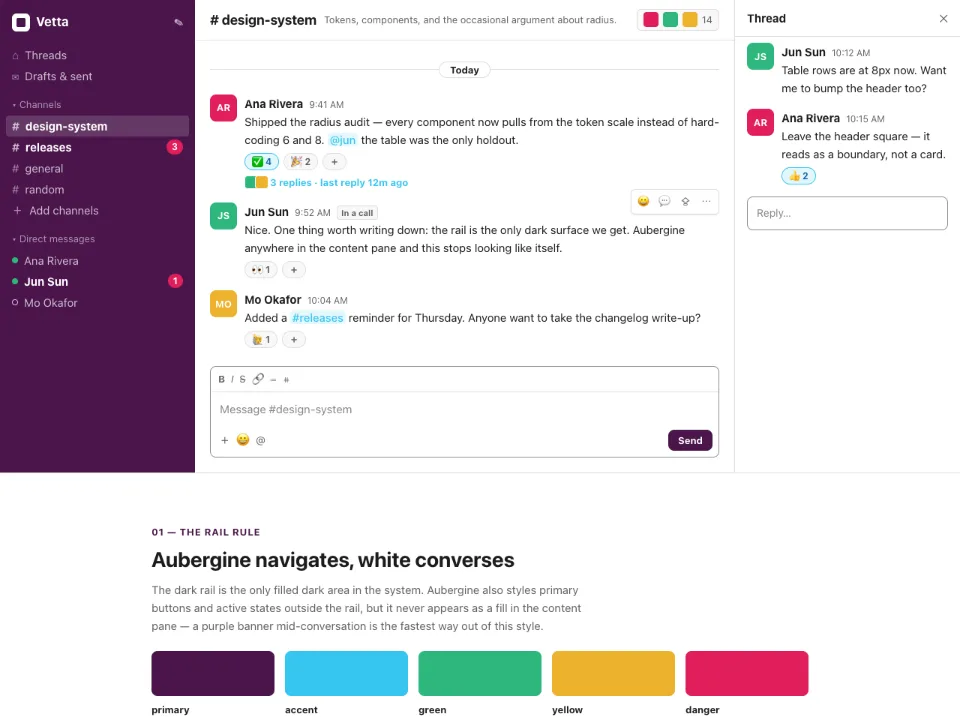 Vetta
Threads
Drafts & sent
Channels
# design-system
# releases 3
# general
# random
+ Add channels
Direct messages
Ana Rivera
Jun Sun 1
Mo Okafor
# design-system Tokens, components, and the occasional argument about radius. 14
Today
AR Ana Rivera 9:41 AM
Shipped the radius audit — every component now pulls from the token scale instead of hard-
coding 6 and 8. @jun the table was the only holdout.
✅ 4 🎉 2 +
3 replies · last reply 12m ago
JS Jun Sun 9:52 AM In a call
Nice. One thing worth writing down: the rail is the only dark surface we get. Aubergine
anywhere in the content pane and this stops looking like itself.
👀 1 +
MO Mo Okafor 10:04 AM
Added a #releases reminder for Thursday. Anyone want to take the changelog write-up?
🙋 1 +
B I S
Message #design-system
+ 😀 @
Send
Thread
JS Jun Sun 10:12 AM
Table rows are at 8px now. Want
me to bump the header too?
AR Ana Rivera 10:15 AM
Leave the header square — it
reads as a boundary, not a card.
👍 2
Reply...
01 — THE RAIL RULE
Aubergine navigates, white converses
The dark rail is the only filled dark area in the system. Aubergine also styles primary
buttons and active states outside the rail, but it never appears as a fill in the content
pane — a purple banner mid-conversation is the fastest way out of this style.
primary
accent
green
yellow
danger